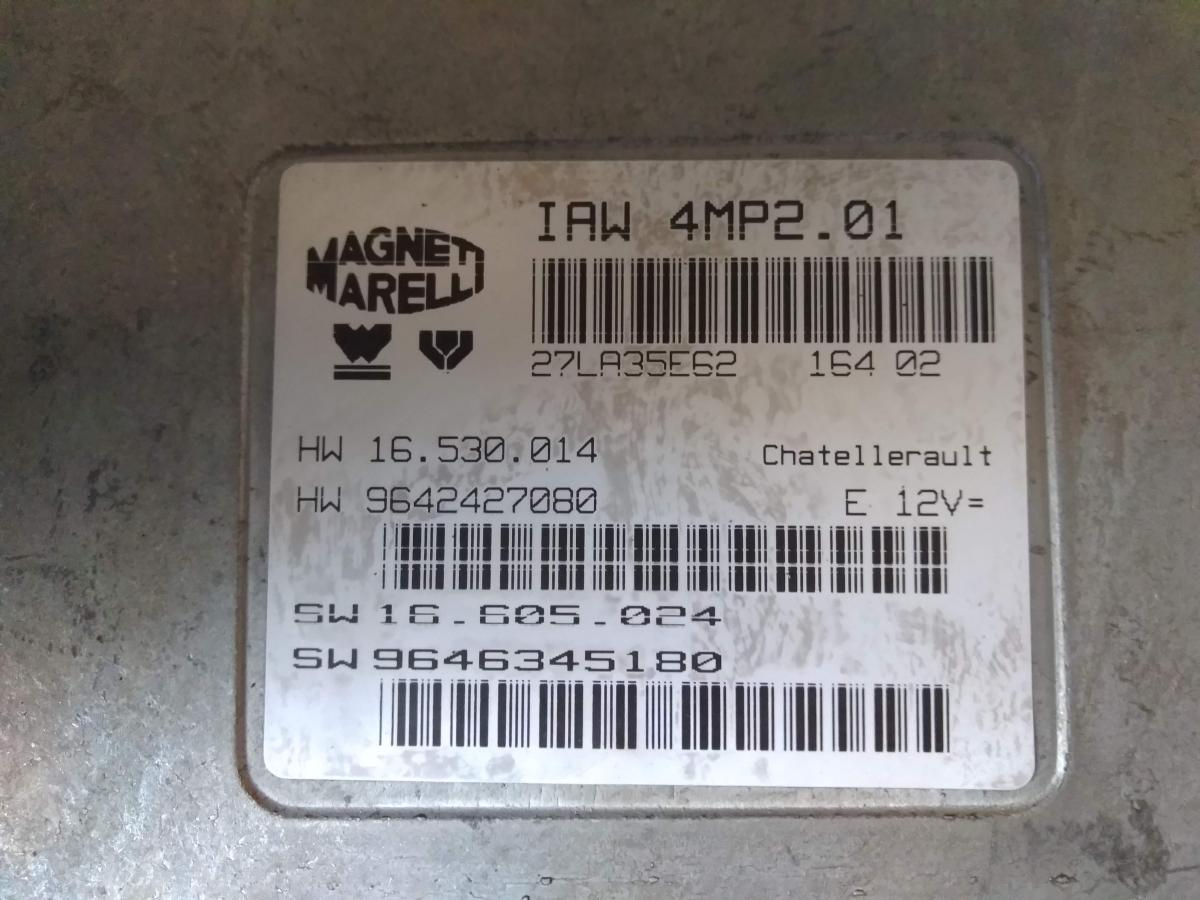 MAGNETI
MARELLI
IAW 4MP2.01
27LA35E62 164 02
HW 16.530.014 Chatellerault
HW 9642427080 E 12V=
SW 16.605.024
SW 9646345180